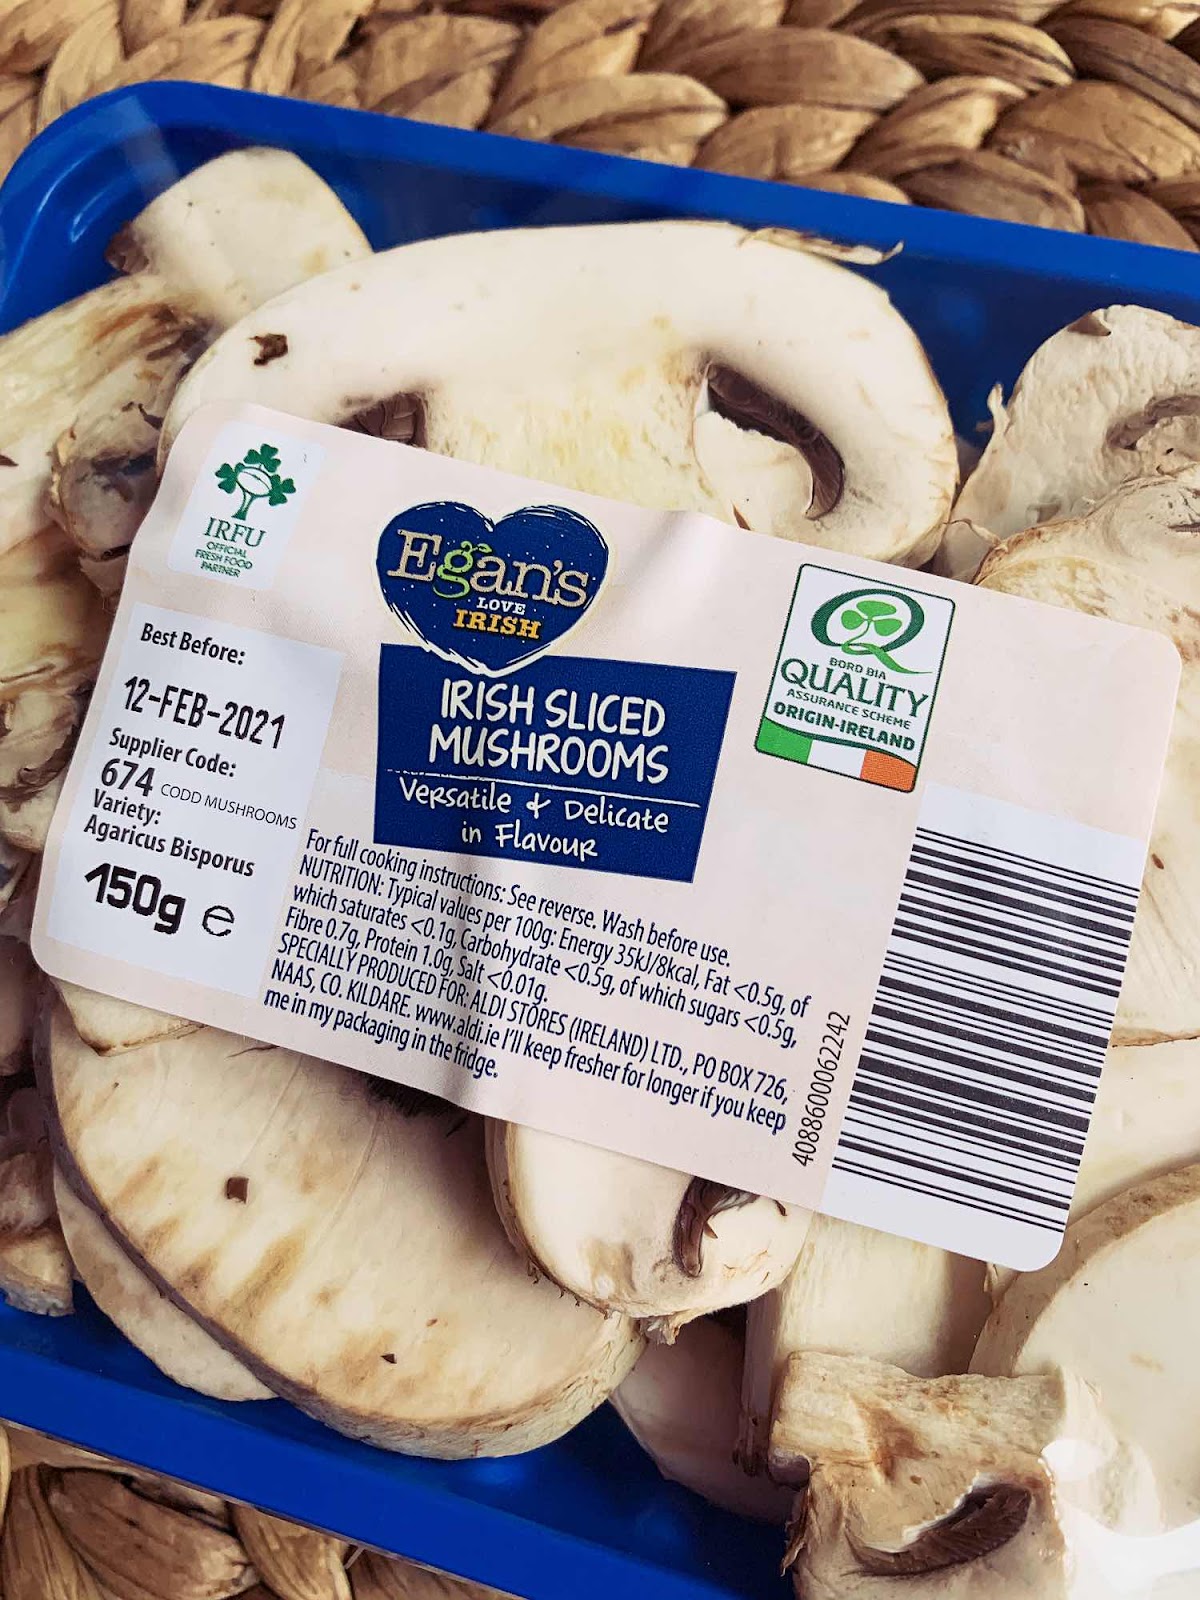 IRFU
OFFICIAL
FRESH FOOD
PARTNER
Egan's
LOVE
IRISH
IRISH SLICED
MUSHROOMS
Versatile & Delicate
in Flavour
BORD BIA
QUALITY
ASSURANCE SCHEME
ORIGIN-IRELAND
Best Before:
12-FEB-2021
Supplier Code:
674 CODD MUSHROOMS
Variety:
Agaricus Bisporus
150g e
For full cooking instructions: See reverse. Wash before use.
NUTRITION: Typical values per 100g: Energy 35kJ/8kcal, Fat <0.5g, of
which saturates <0.1g, Carbohydrate <0.5g, of which sugars <0.5g,
Fibre 0.7g, Protein 1.0g, Salt <0.01g.
SPECIALLY PRODUCED FOR: ALDI STORES (IRELAND) LTD., PO BOX 726,
NAAS, CO. KILDARE. www.aldi.ie I'll keep fresher for longer if you keep
me in my packaging in the fridge.
4088600062242